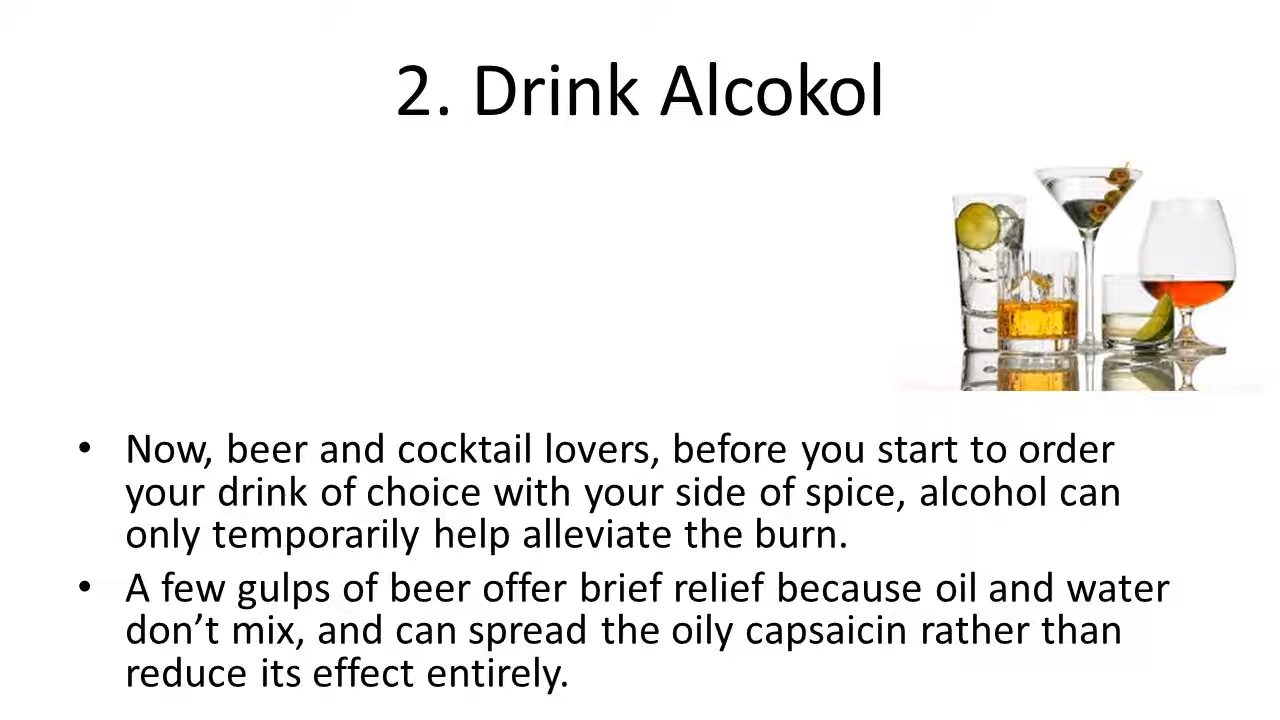 2. Drink Alcokol
• Now, beer and cocktail lovers, before you start to order
your drink of choice with your side of spice, alcohol can
only temporarily help alleviate the burn.
• A few gulps of beer offer brief relief because oil and water
don’t mix, and can spread the oily capsaicin rather than
reduce its effect entirely.